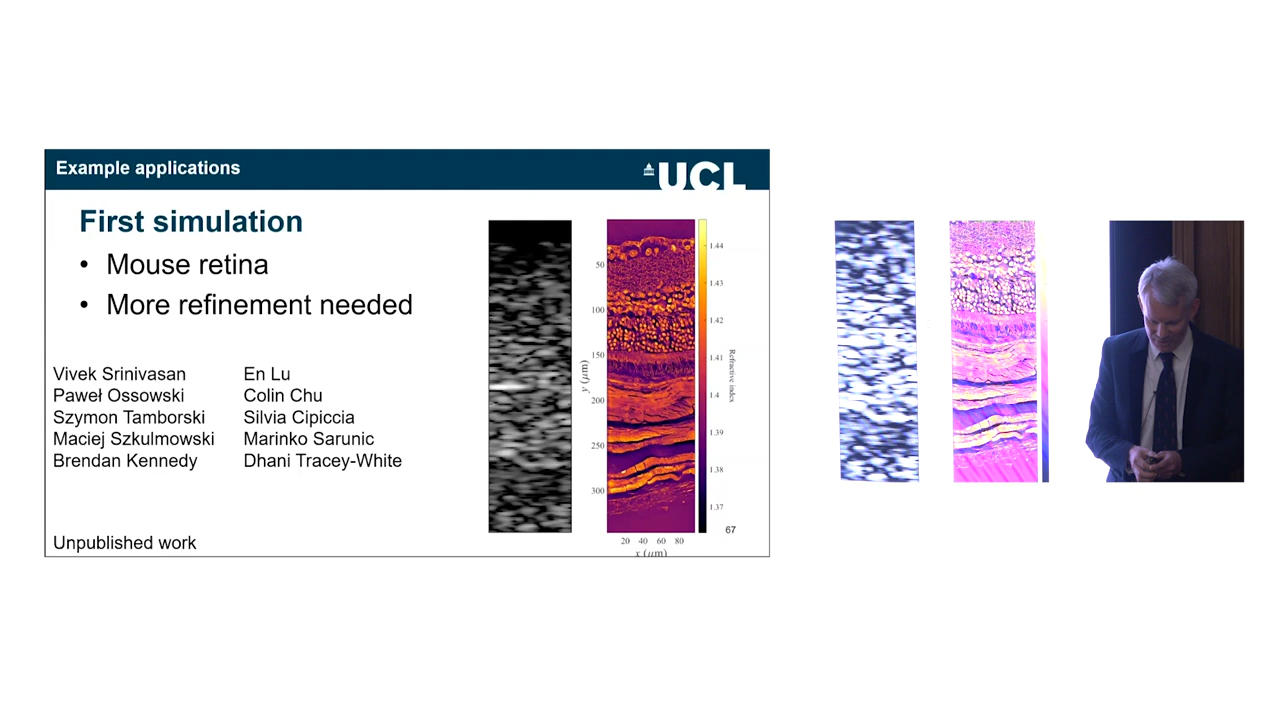 Example applications
UCL
First simulation
• Mouse retina
• More refinement needed
Vivek Srinivasan
Paweł Ossowski
Szymon Tamborski
Maciej Szkulmowski
Brendan Kennedy
En Lu
Colin Chu
Silvia Cipiccia
Marinko Sarunic
Dhani Tracey-White
Unpublished work
y (μm)
50
100
150
200
250
300
20 40 60 80
x (μm)
1.44
1.43
1.42
1.41
1.4
1.39
1.38
1.37
Refractive index
67